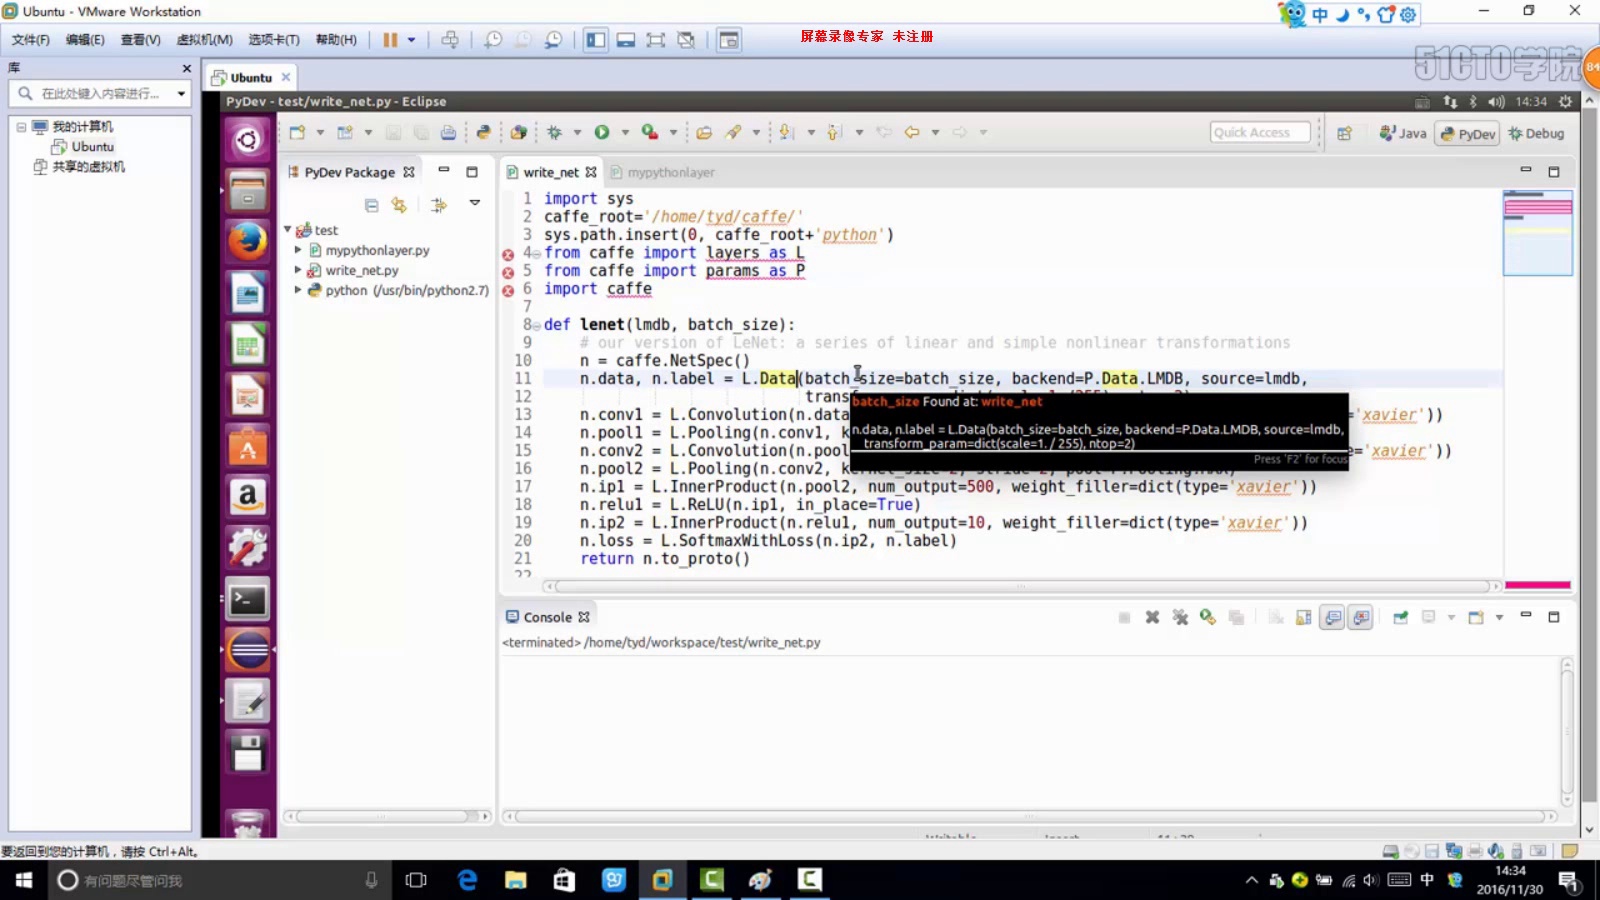 Ubuntu - VMware Workstation
中
文件(F) 编辑(E) 查看(V) 虚拟机(M) 选项卡(T) 帮助(H)
屏幕录像专家 未注册
51CTO学院
84
库
在此处键入内容进行...
我的计算机
Ubuntu
共享的虚拟机
Ubuntu
PyDev - test/write_net.py - Eclipse
14:34
Quick Access
Java
PyDev
Debug
PyDev Package
test
mypythonlayer.py
write_net.py
python (/usr/bin/python2.7)
write_net
mypythonlayer
1 import sys
2 caffe_root='/home/tyd/caffe/'
3 sys.path.insert(0, caffe_root+'python')
4 from caffe import layers as L
5 from caffe import params as P
6 import caffe
7
8 def lenet(lmdb, batch_size):
9 # our version of LeNet: a series of linear and simple nonlinear transformations
10 n = caffe.NetSpec()
11 n.data, n.label = L.Data(batch_size=batch_size, backend=P.Data.LMDB, source=lmdb,
12 trans
13 n.conv1 = L.Convolution(n.data ='xavier'))
14 n.pool1 = L.Pooling(n.conv1, k
15 n.conv2 = L.Convolution(n.pool ='xavier'))
16 n.pool2 = L.Pooling(n.conv2, kernel_size=2, stride=2, pool=P.Pooling.MAX)
17 n.ip1 = L.InnerProduct(n.pool2, num_output=500, weight_filler=dict(type='xavier'))
18 n.relu1 = L.ReLU(n.ip1, in_place=True)
19 n.ip2 = L.InnerProduct(n.relu1, num_output=10, weight_filler=dict(type='xavier'))
20 n.loss = L.SoftmaxWithLoss(n.ip2, n.label)
21 return n.to_proto()
22
batch_size Found at: write_net
n.data, n.label = L.Data(batch_size=batch_size, backend=P.Data.LMDB, source=lmdb,
transform_param=dict(scale=1. / 255), ntop=2)
Press 'F2' for focus
Console
<terminated> /home/tyd/workspace/test/write_net.py
要返回到您的计算机，请按 Ctrl+Alt。
有问题尽管问我
中
14:34
2016/11/30
1